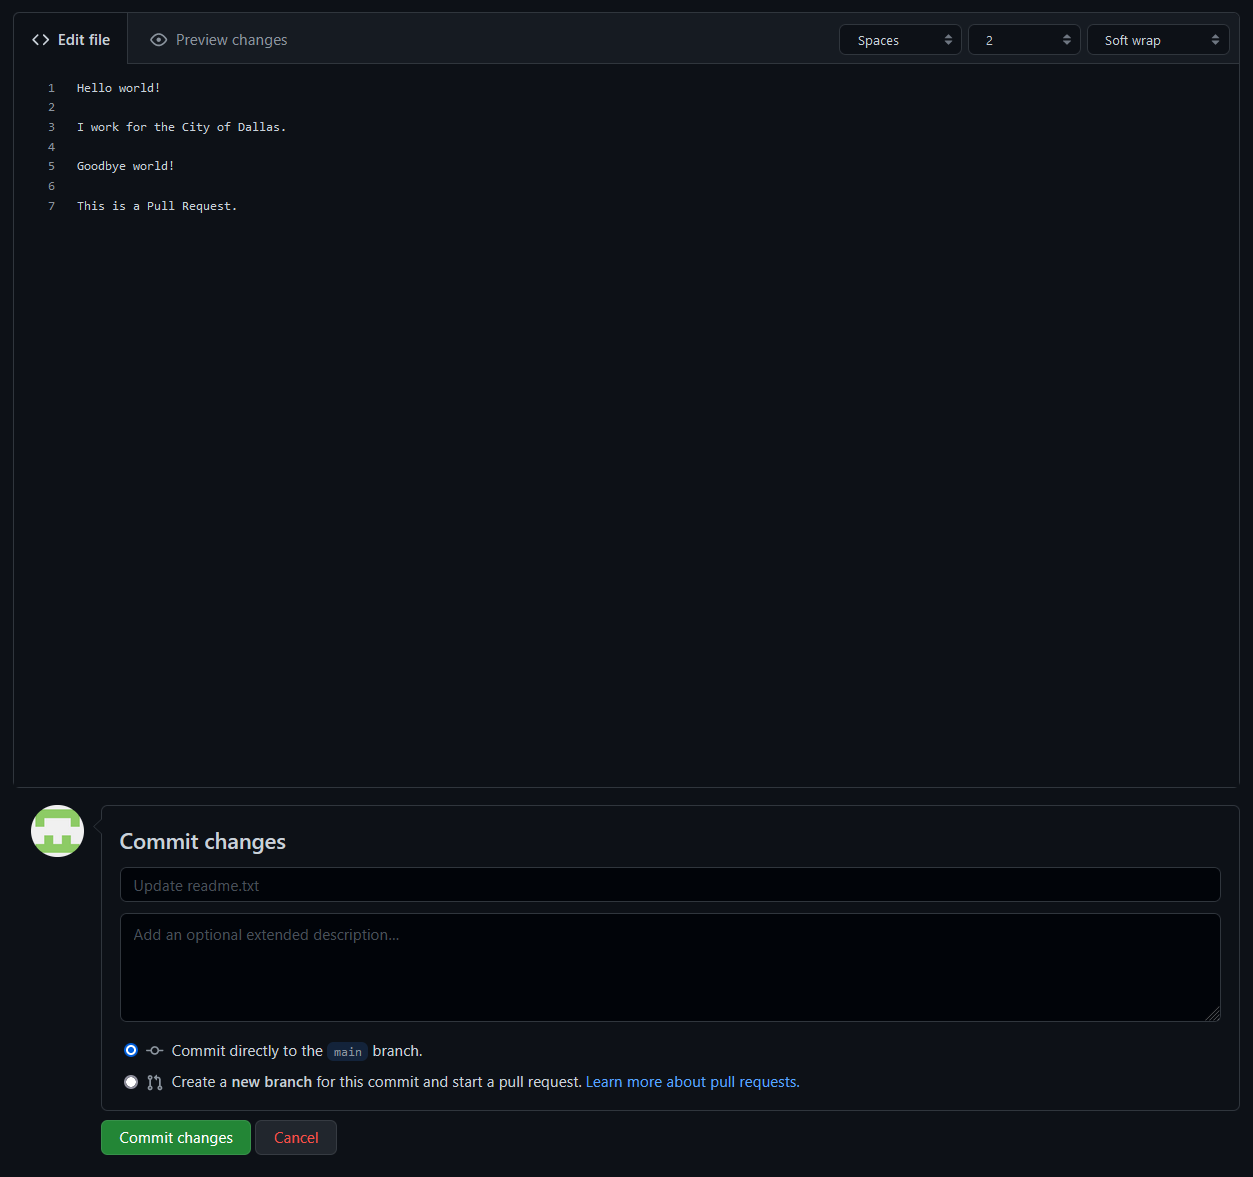 Edit file Preview changes Spaces 2 Soft wrap
1 Hello world!
2
3 I work for the City of Dallas.
4
5 Goodbye world!
6
7 This is a Pull Request.
Commit changes
Update readme.txt
Add an optional extended description...
Commit directly to the main branch.
Create a new branch for this commit and start a pull request. Learn more about pull requests.
Commit changes Cancel